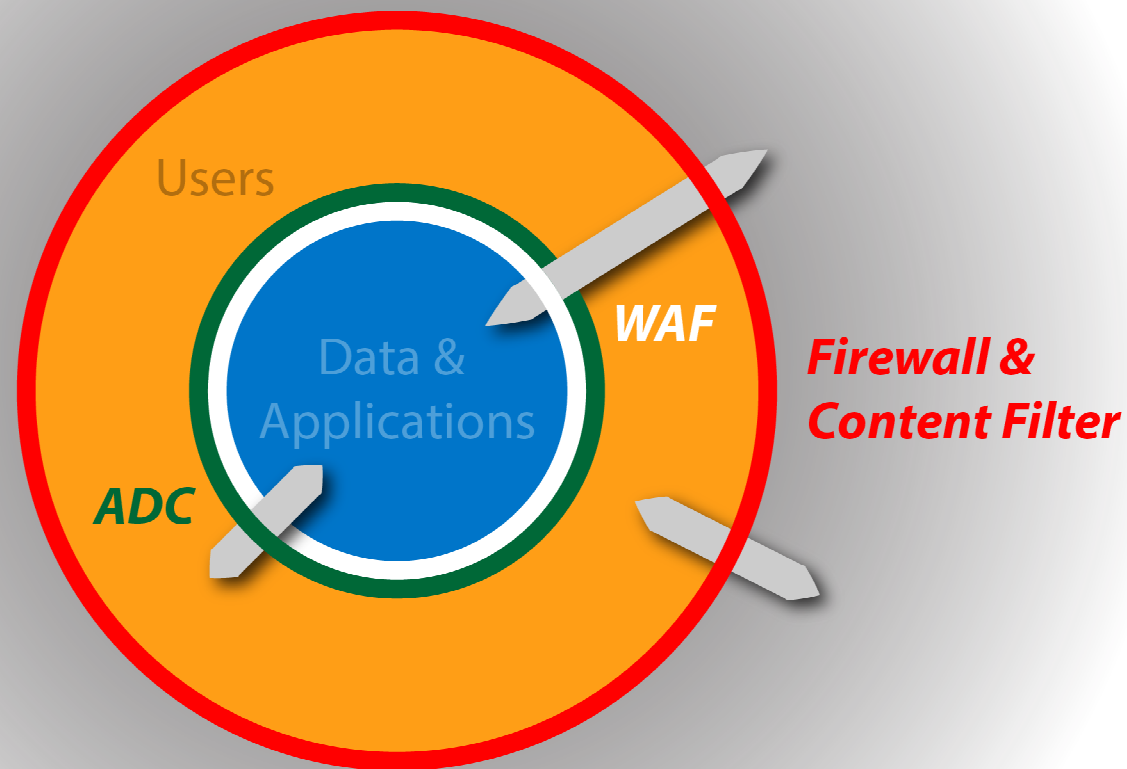 Users
WAF
Data &
Applications
Firewall &
Content Filter
ADC